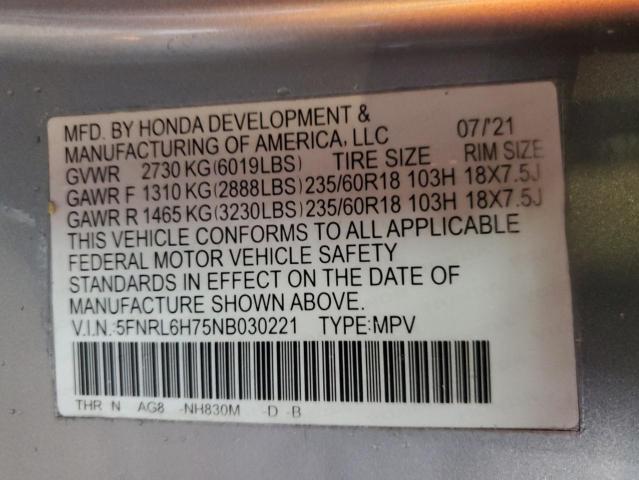 MFD. BY HONDA DEVELOPMENT &
MANUFACTURING OF AMERICA, LLC 07/'21
GVWR 2730 KG(6019LBS) TIRE SIZE RIM SIZE
GAWR F 1310 KG(2888LBS) 235/60R18 103H 18X7.5J
GAWR R 1465 KG(3230LBS) 235/60R18 103H 18X7.5J
THIS VEHICLE CONFORMS TO ALL APPLICABLE
FEDERAL MOTOR VEHICLE SAFETY
STANDARDS IN EFFECT ON THE DATE OF
MANUFACTURE SHOWN ABOVE.
V.I.N.:5FNRL6H75NB030221 TYPE:MPV
THR N AG8 -NH830M -D -B